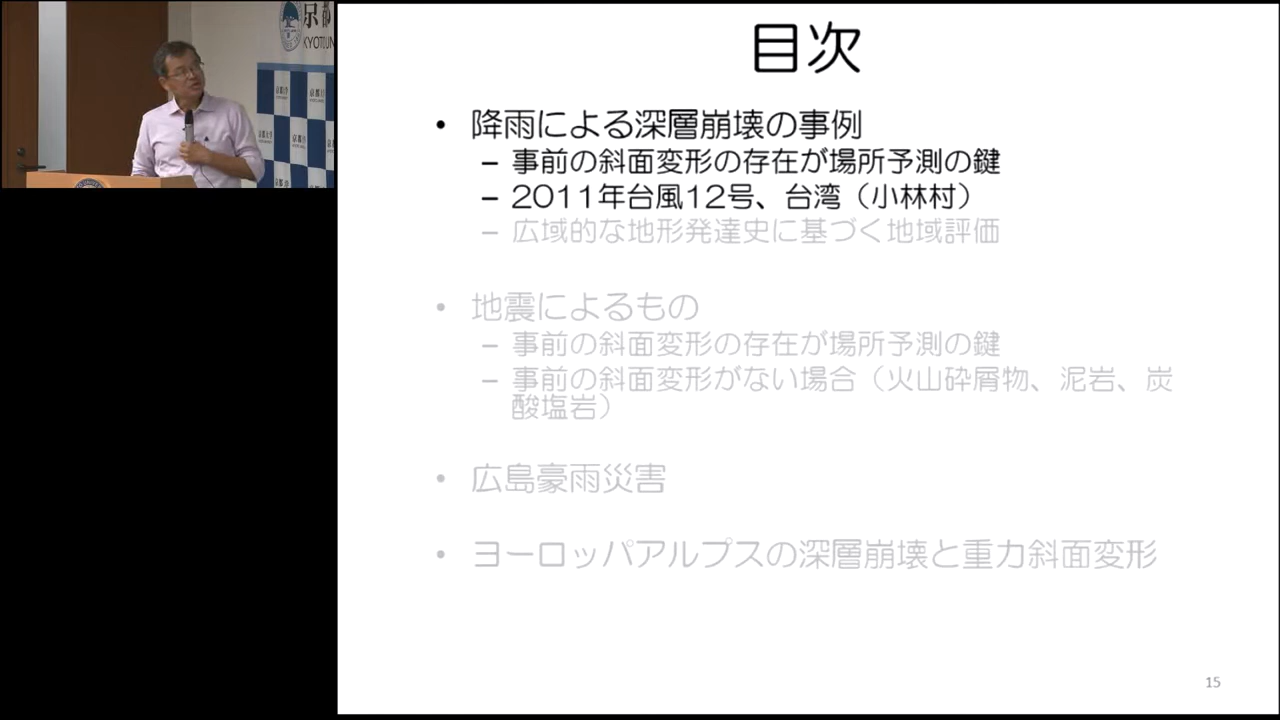 目次
• 降雨による深層崩壊の事例
– 事前の斜面変形の存在が場所予測の鍵
– 2011年台風12号、台湾（小林村）
– 広域的な地形発達史に基づく地域評価
• 地震によるもの
– 事前の斜面変形の存在が場所予測の鍵
– 事前の斜面変形がない場合（火山砕屑物、泥岩、炭
酸塩岩）
• 広島豪雨災害
• ヨーロッパアルプスの深層崩壊と重力斜面変形
15
京都
KYOTO UN